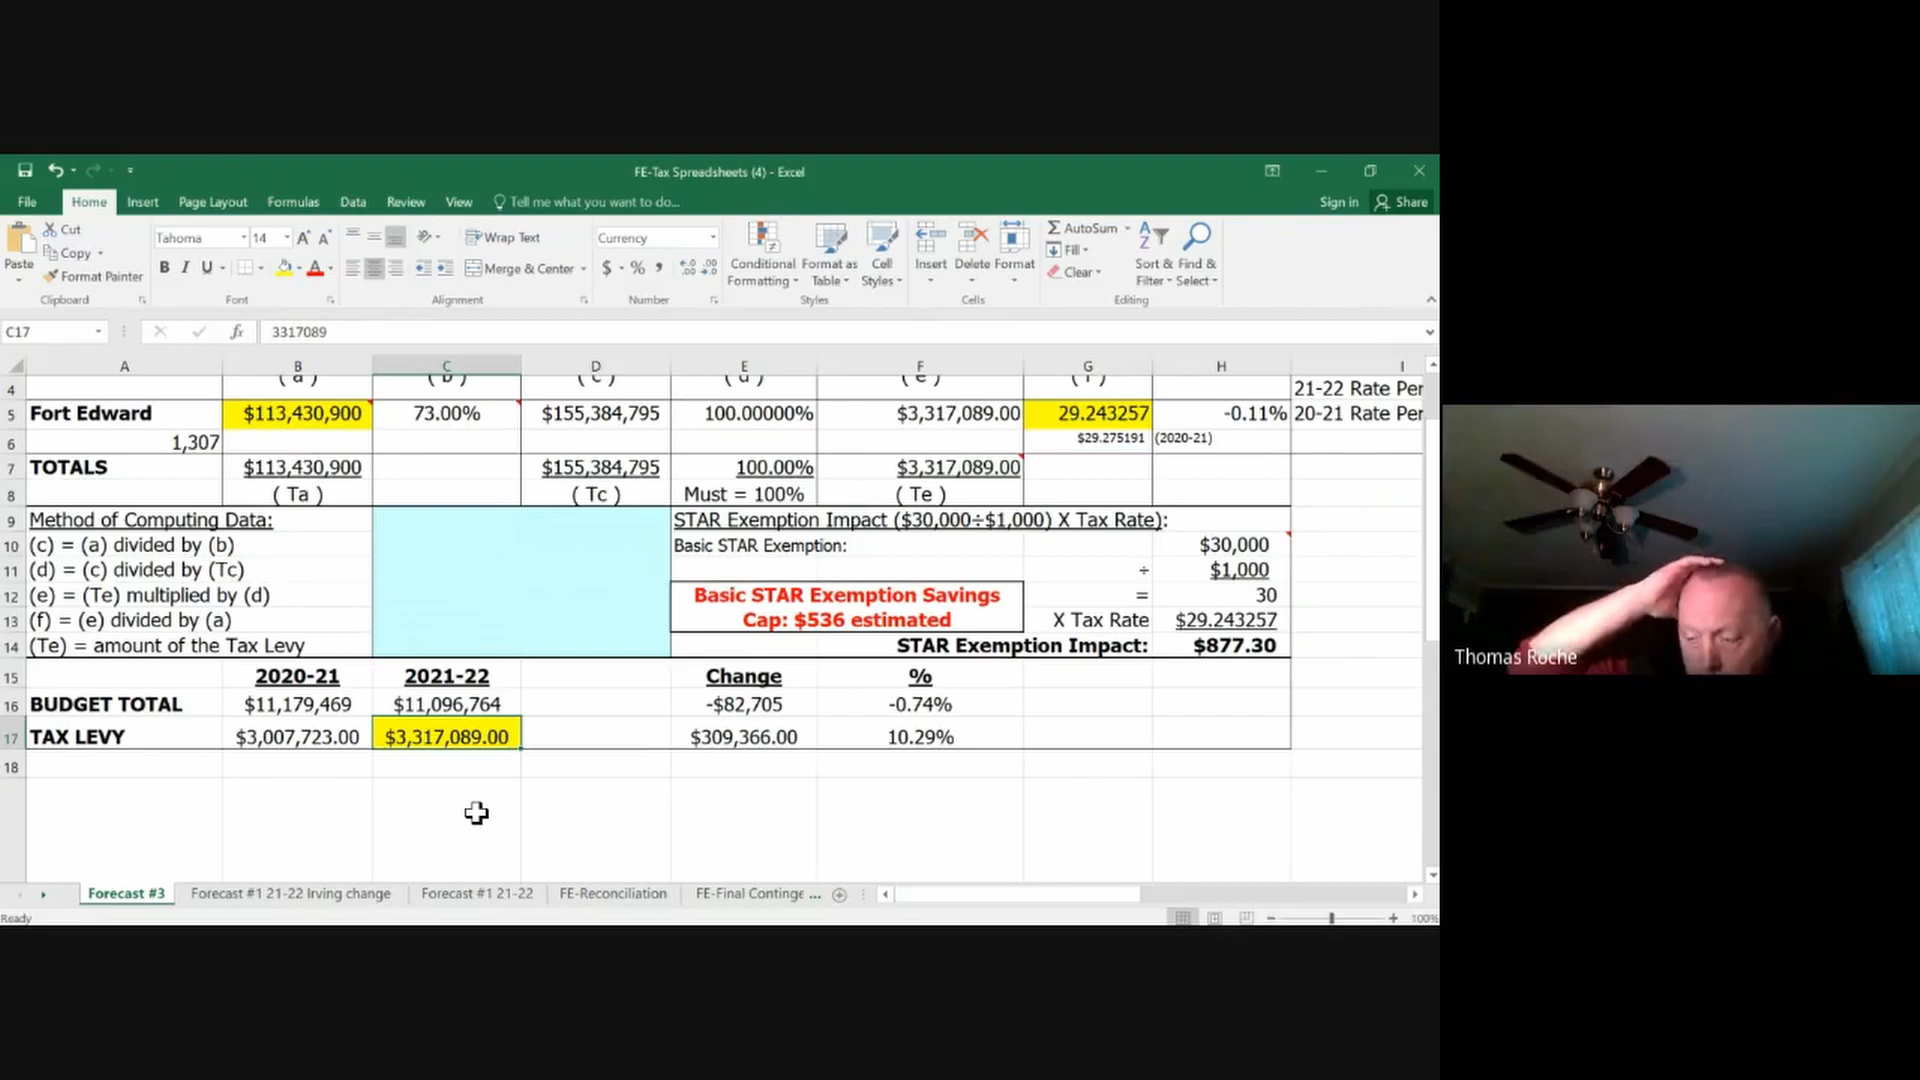 FE-Tax Spreadsheets (4) - Excel
File Home Insert Page Layout Formulas Data Review View Tell me what you want to do... Sign in Share
Paste
Cut
Copy
Format Painter
Clipboard
Tahoma 14
B I U
Font
Wrap Text
Merge & Center
Alignment
Currency
$ % ,
Number
Conditional Formatting
Format as Table
Cell Styles
Styles
Insert Delete Format
Cells
AutoSum
Fill
Clear
Sort & Filter
Find & Select
Editing
C17 fx 3317089
A B C D E F G H I
4 ( a ) ( b ) ( c ) ( d ) ( e ) ( f ) 21-22 Rate Per
5 Fort Edward $113,430,900 73.00% $155,384,795 100.00000% $3,317,089.00 29.243257 -0.11% 20-21 Rate Per
6 1,307 $29.275191 (2020-21)
7 TOTALS $113,430,900 $155,384,795 100.00% $3,317,089.00
8 ( Ta ) ( Tc ) Must = 100% ( Te )
9 Method of Computing Data: STAR Exemption Impact ($30,000÷$1,000) X Tax Rate):
10 (c) = (a) divided by (b) Basic STAR Exemption: $30,000
11 (d) = (c) divided by (Tc) ÷ $1,000
12 (e) = (Te) multiplied by (d) Basic STAR Exemption Savings = 30
13 (f) = (e) divided by (a) Cap: $536 estimated X Tax Rate $29.243257
14 (Te) = amount of the Tax Levy STAR Exemption Impact: $877.30
15 2020-21 2021-22 Change %
16 BUDGET TOTAL $11,179,469 $11,096,764 -$82,705 -0.74%
17 TAX LEVY $3,007,723.00 $3,317,089.00 $309,366.00 10.29%
18
Forecast #3 Forecast #1 21-22 Irving change Forecast #1 21-22 FE-Reconciliation FE-Final Continge ...
Ready 100%
Thomas Roche